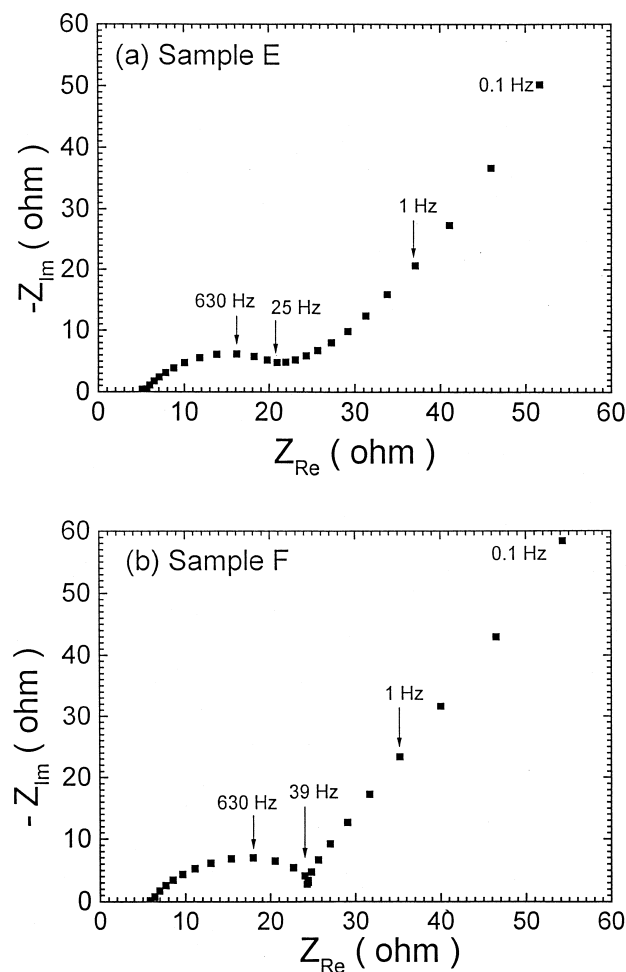 (a) Sample E
60
50
40
30
20
10
0
-Z_Im ( ohm )
0.1 Hz
1 Hz
630 Hz
25 Hz
0 10 20 30 40 50 60
Z_Re ( ohm )
(b) Sample F
60
50
40
30
20
10
0
- Z_Im ( ohm )
0.1 Hz
1 Hz
39 Hz
630 Hz
0 10 20 30 40 50 60
Z_Re ( ohm )